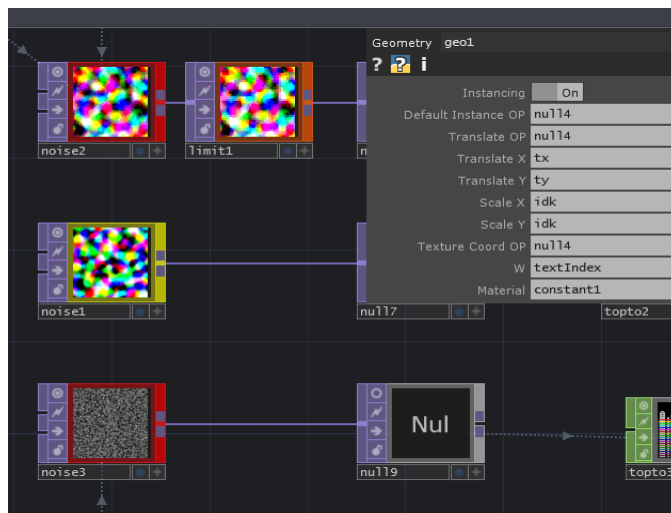 Geometry geo1
? ? i
Instancing On
Default Instance OP null4
Translate OP null4
Translate X tx
Translate Y ty
Scale X idk
Scale Y idk
Texture Coord OP null4
W textIndex
Material constant1
noise2
limit1
noise1
null7
topto2
Nul
noise3
null9
topto3